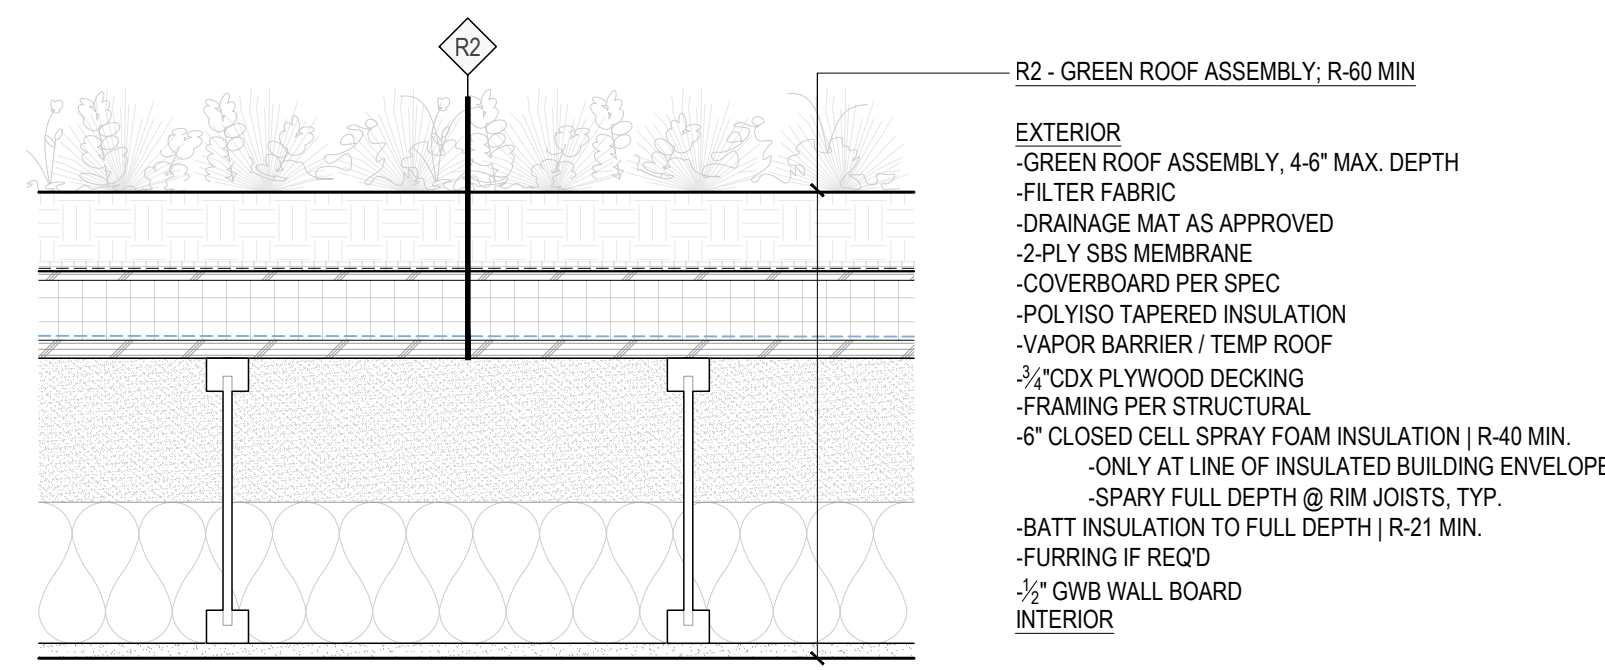 R2
R2 - GREEN ROOF ASSEMBLY; R-60 MIN
EXTERIOR
-GREEN ROOF ASSEMBLY, 4-6" MAX. DEPTH
-FILTER FABRIC
-DRAINAGE MAT AS APPROVED
-2-PLY SBS MEMBRANE
-COVERBOARD PER SPEC
-POLYISO TAPERED INSULATION
-VAPOR BARRIER / TEMP ROOF
-3/4"CDX PLYWOOD DECKING
-FRAMING PER STRUCTURAL
-6" CLOSED CELL SPRAY FOAM INSULATION | R-40 MIN.
-ONLY AT LINE OF INSULATED BUILDING ENVELOPE
-SPARY FULL DEPTH @ RIM JOISTS, TYP.
-BATT INSULATION TO FULL DEPTH | R-21 MIN.
-FURRING IF REQ'D
-1/2" GWB WALL BOARD
INTERIOR